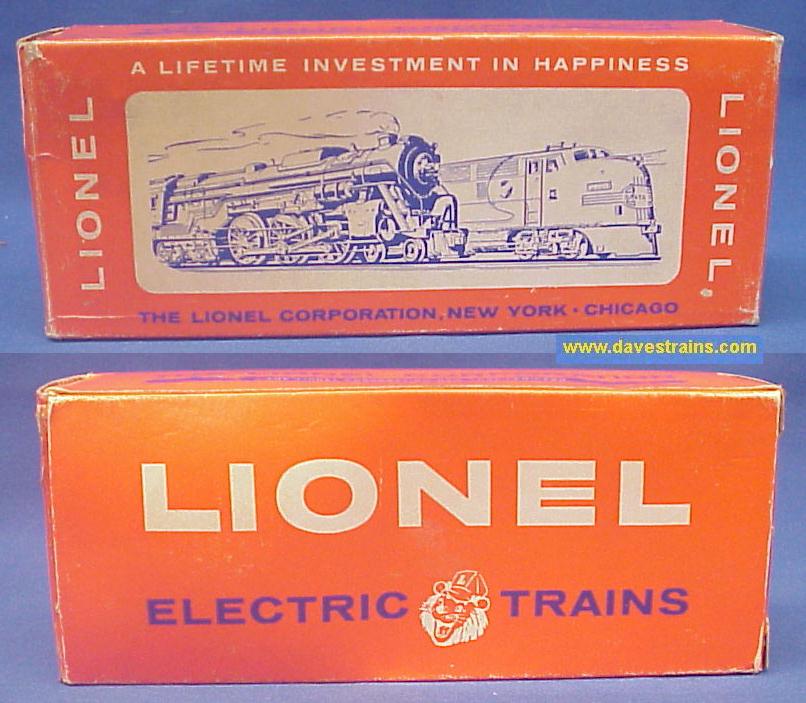 A LIFETIME INVESTMENT IN HAPPINESS
LIONEL
LIONEL
THE LIONEL CORPORATION, NEW YORK • CHICAGO
www.davestrains.com
LIONEL
ELECTRIC TRAINS
L